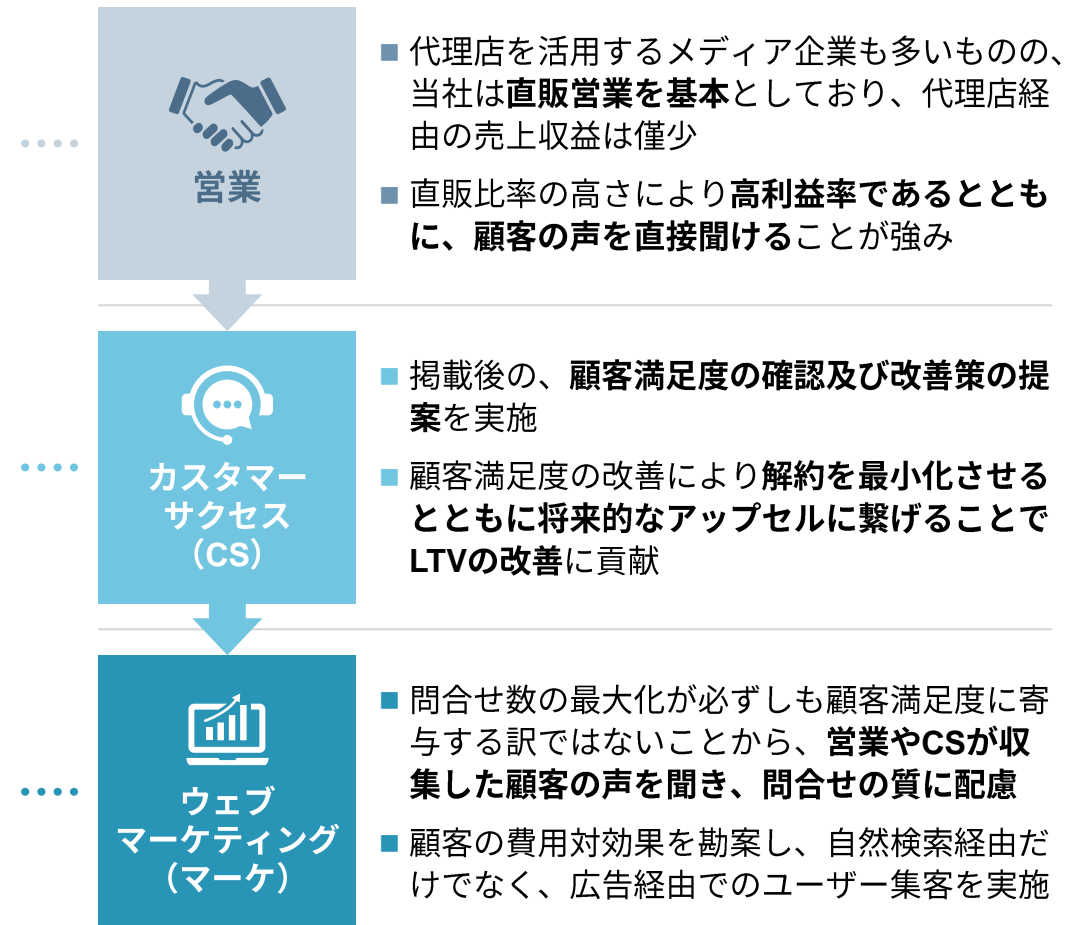 営業
代理店を活用するメディア企業も多いものの、
当社は直販営業を基本としており、代理店経
由の売上収益は僅少
直販比率の高さにより高利益率であるととも
に、顧客の声を直接聞けることが強み
カスタマー
サクセス
（CS）
掲載後の、顧客満足度の確認及び改善策の提
案を実施
顧客満足度の改善により解約を最小化させる
とともに将来的なアップセルに繋げることで
LTVの改善に貢献
ウェブ
マーケティング
（マーケ）
問合せ数の最大化が必ずしも顧客満足度に寄
与する訳ではないことから、営業やCSが収
集した顧客の声を聞き、問合せの質に配慮
顧客の費用対効果を勘案し、自然検索経由だ
けでなく、広告経由でのユーザー集客を実施